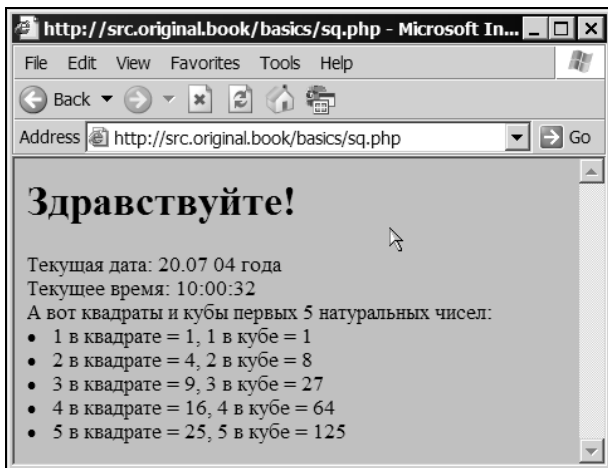 http://src.original.book/basics/sq.php - Microsoft In...
File Edit View Favorites Tools Help
Back
Address http://src.original.book/basics/sq.php Go
Здравствуйте!
Текущая дата: 20.07 04 года
Текущее время: 10:00:32
А вот квадраты и кубы первых 5 натуральных чисел:
• 1 в квадрате = 1, 1 в кубе = 1
• 2 в квадрате = 4, 2 в кубе = 8
• 3 в квадрате = 9, 3 в кубе = 27
• 4 в квадрате = 16, 4 в кубе = 64
• 5 в квадрате = 25, 5 в кубе = 125